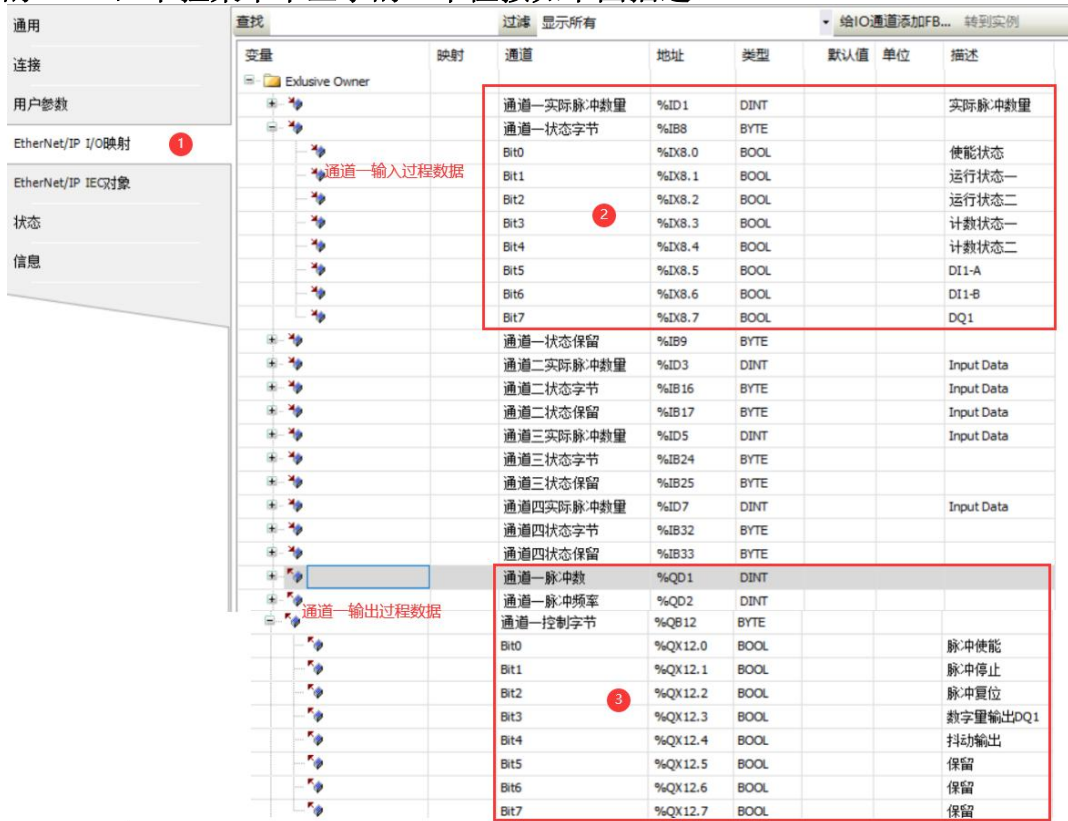 通用
连接
用户参数
EtherNet/IP I/O映射 1
EtherNet/IP IEC对象
状态
信息
查找 过滤 显示所有 给IO通道添加FB... 转到实例
变量 映射 通道 地址 类型 默认值 单位 描述
Exlusive Owner
通道一实际脉冲数量 %ID1 DINT 实际脉冲数量
通道一状态字节 %IB8 BYTE
Bit0 %IX8.0 BOOL 使能状态
通道一输入过程数据 Bit1 %IX8.1 BOOL 运行状态一
Bit2 %IX8.2 BOOL 运行状态二
2
Bit3 %IX8.3 BOOL 计数状态一
Bit4 %IX8.4 BOOL 计数状态二
Bit5 %IX8.5 BOOL DI1-A
Bit6 %IX8.6 BOOL DI1-B
Bit7 %IX8.7 BOOL DQ1
通道一状态保留 %IB9 BYTE
通道二实际脉冲数量 %ID3 DINT Input Data
通道二状态字节 %IB16 BYTE Input Data
通道二状态保留 %IB17 BYTE Input Data
通道三实际脉冲数量 %ID5 DINT Input Data
通道三状态字节 %IB24 BYTE
通道三状态保留 %IB25 BYTE
通道四实际脉冲数量 %ID7 DINT Input Data
通道四状态字节 %IB32 BYTE
通道四状态保留 %IB33 BYTE
通道一脉冲数 %QD1 DINT
通道一脉冲频率 %QD2 DINT
通道一输出过程数据
通道一控制字节 %QB12 BYTE
Bit0 %QX12.0 BOOL 脉冲使能
Bit1 %QX12.1 BOOL 脉冲停止
Bit2 %QX12.2 BOOL 脉冲复位
3
Bit3 %QX12.3 BOOL 数字量输出DQ1
Bit4 %QX12.4 BOOL 抖动输出
Bit5 %QX12.5 BOOL 保留
Bit6 %QX12.6 BOOL 保留
Bit7 %QX12.7 BOOL 保留